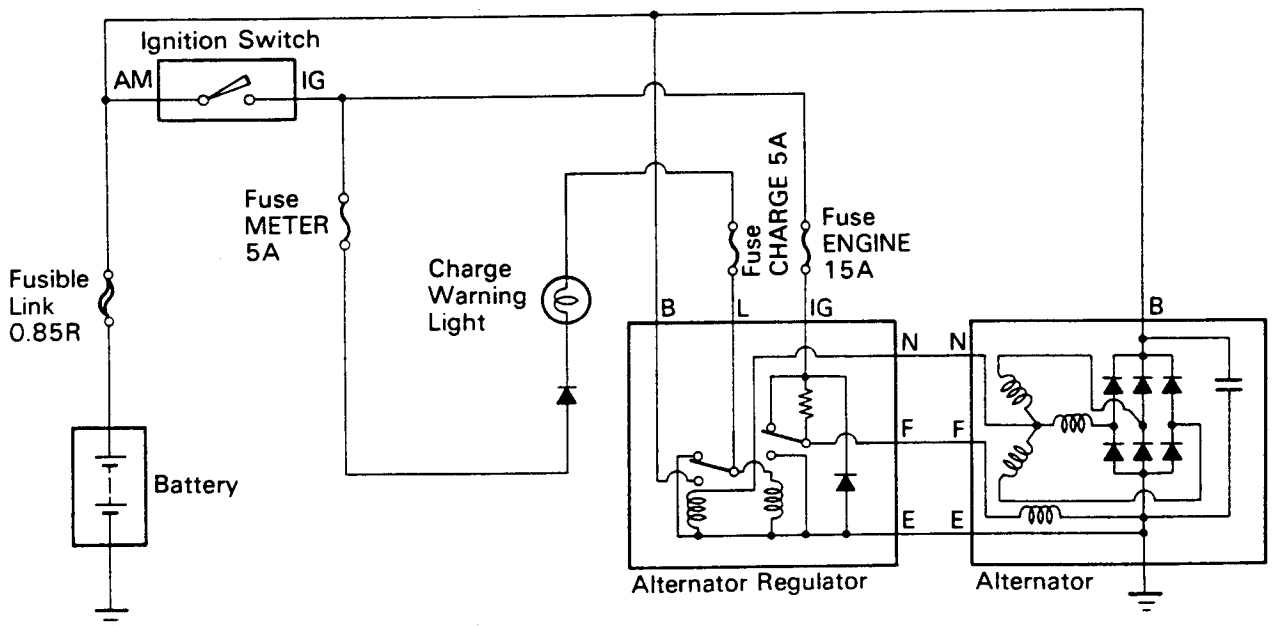 Ignition Switch
AM
IG
Fuse
METER
5A
Fuse
CHARGE 5A
Fuse
ENGINE
15A
Fusible
Link
0.85R
Charge
Warning
Light
B
L
IG
B
N
N
F
F
E
E
Battery
Alternator Regulator
Alternator